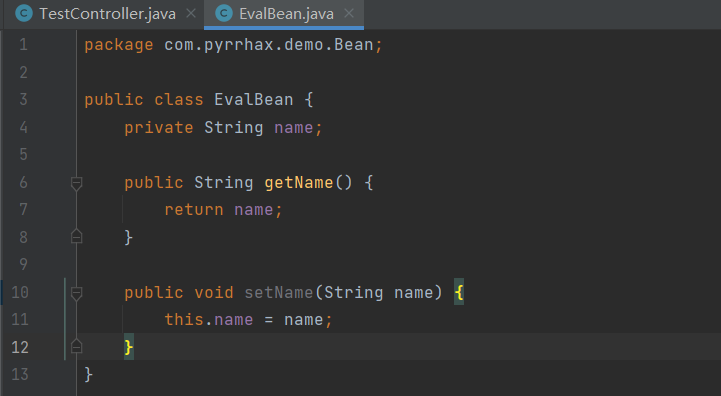 TestController.java × EvalBean.java ×
1 package com.pyrrhax.demo.Bean;
2
3 public class EvalBean {
4 private String name;
5
6 public String getName() {
7 return name;
8 }
9
10 public void setName(String name) {
11 this.name = name;
12 }
13 }